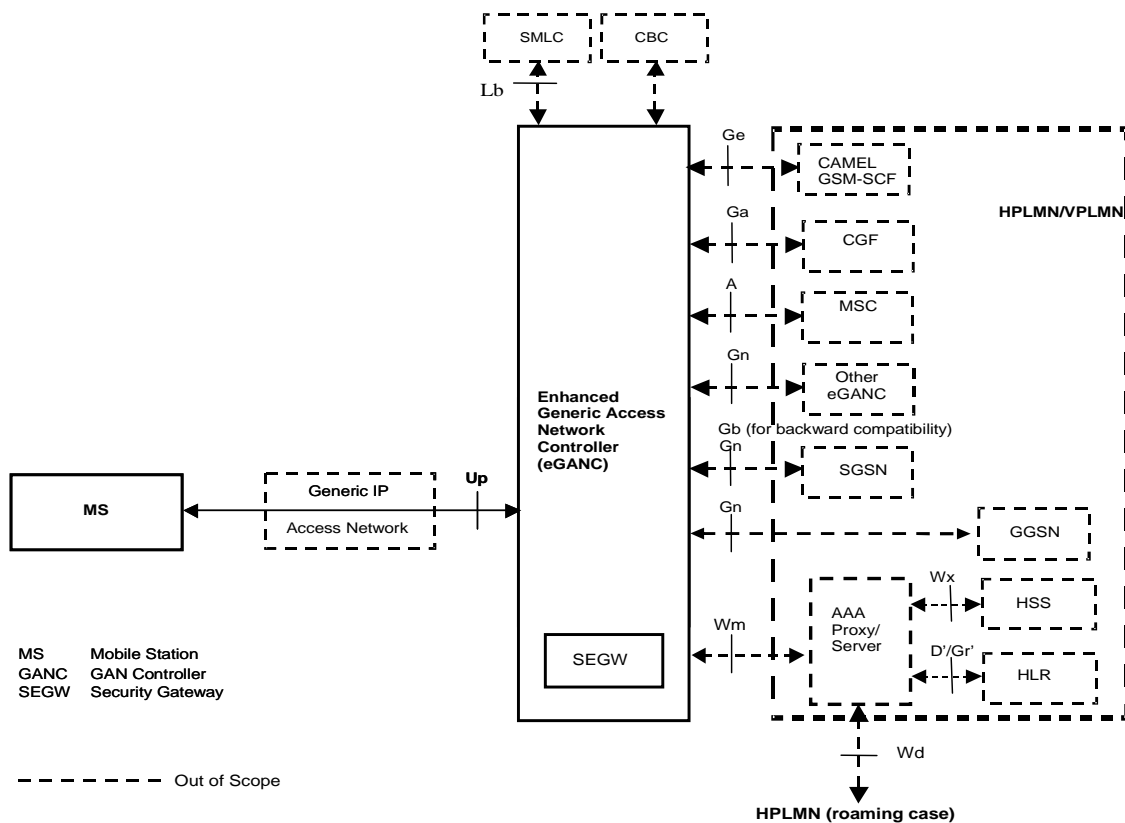 SMLC
CBC
Lb
Ge
CAMEL
GSM-SCF
HPLMN/VPLMN
Ga
CGF
A
MSC
Gn
Other
eGANC
Enhanced
Generic Access
Network
Controller
(eGANC)
Gb (for backward compatibility)
Gn
SGSN
Up
Generic IP
Access Network
MS
Gn
GGSN
Wx
HSS
AAA
Proxy/
Server
Wm
SEGW
D'/Gr'
HLR
MS Mobile Station
GANC GAN Controller
SEGW Security Gateway
Wd
Out of Scope
HPLMN (roaming case)